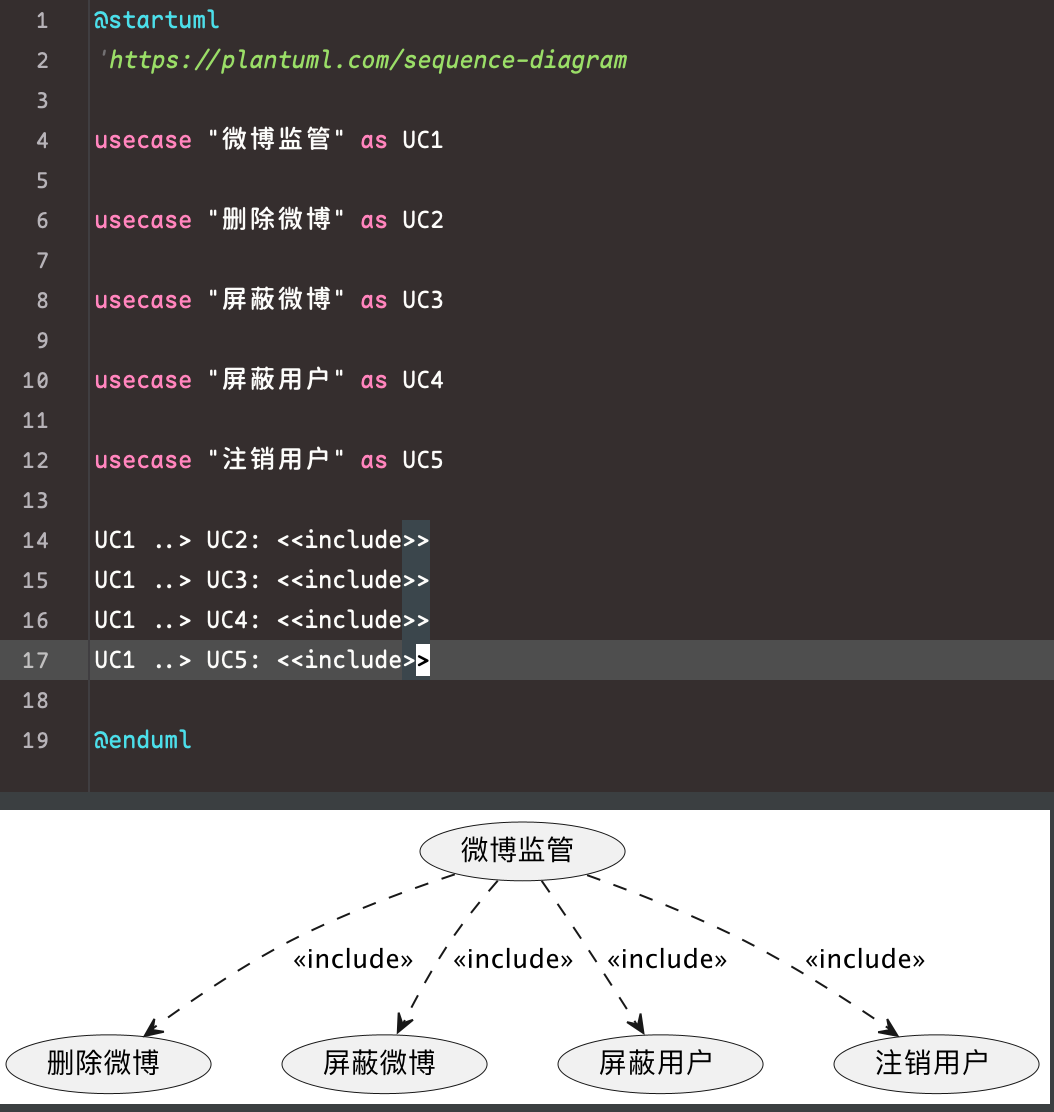 1 @startuml
2 'https://plantuml.com/sequence-diagram
3
4 usecase "微博监管" as UC1
5
6 usecase "删除微博" as UC2
7
8 usecase "屏蔽微博" as UC3
9
10 usecase "屏蔽用户" as UC4
11
12 usecase "注销用户" as UC5
13
14 UC1 ..> UC2: <<include>>
15 UC1 ..> UC3: <<include>>
16 UC1 ..> UC4: <<include>>
17 UC1 ..> UC5: <<include>>
18
19 @enduml
微博监管
«include» «include» «include» «include»
删除微博 屏蔽微博 屏蔽用户 注销用户